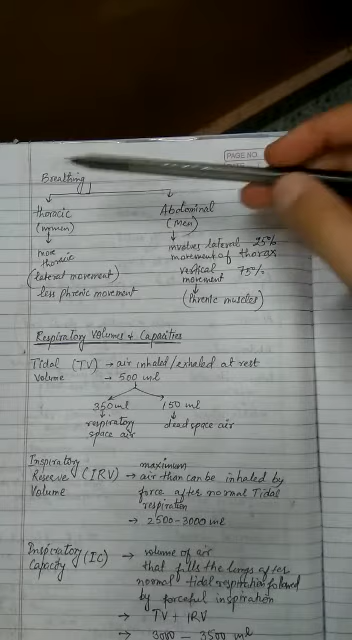 PAGE NO.
Breathing
thoracic
(women)
more
thoracic
(lateral movement)
less phrenic movement
Abdominal
(Men)
involves lateral 25%
movement of thorax
vertical 75%
movement
(Phrenic muscles)
Respiratory Volumes & Capacities
Tidal (TV) → air inhaled/exhaled at rest
Volume → 500 ml
350 ml
respiratory
space air
150 ml
dead space air
Inspiratory
Reserve (IRV)
Volume
maximum
→ air than can be inhaled by
force after normal Tidal
respiration
→ 2500-3000 ml
Inspiratory (IC)
Capacity
→ volume of air
that fills the lungs after
normal tidal respiration followed
by forceful inspiration
→ TV + IRV
→ 3000 - 3500 ml